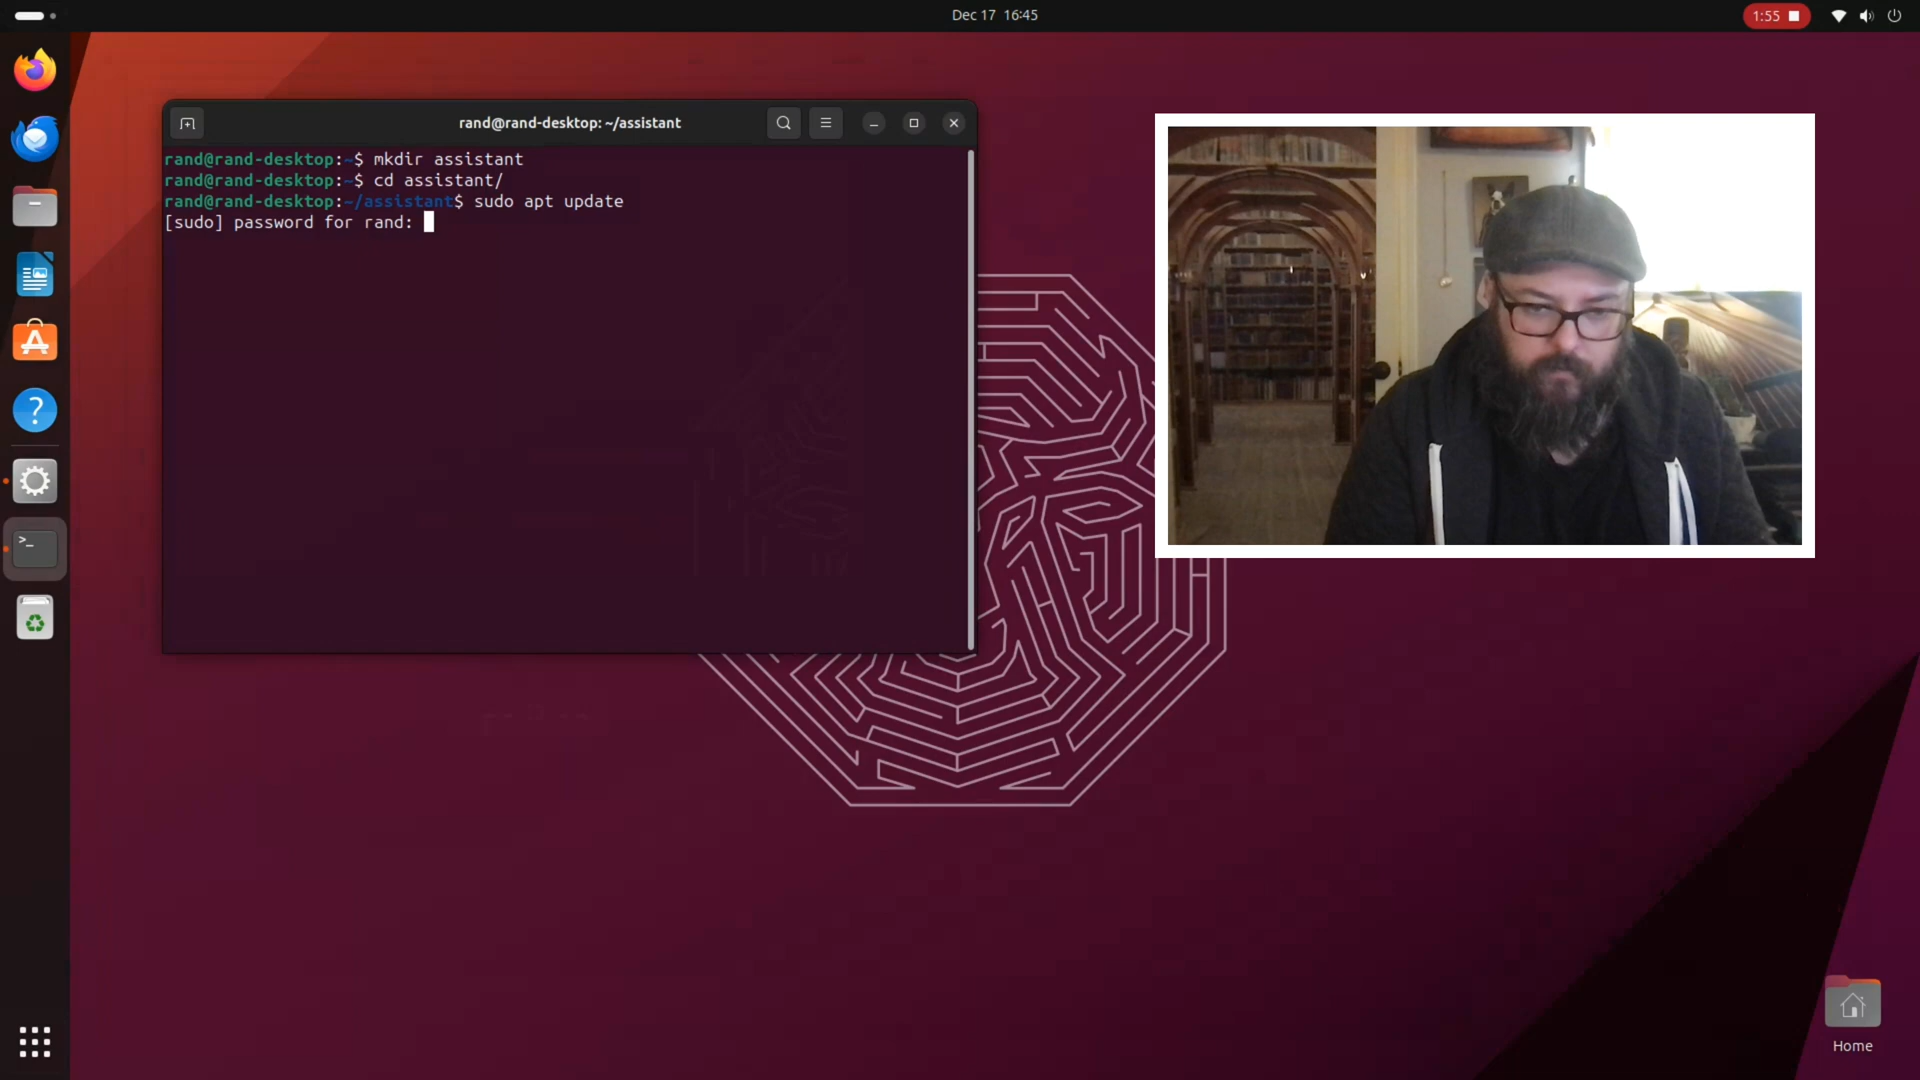 Dec 17 16:45
1:55
rand@rand-desktop: ~/assistant
rand@rand-desktop:~$ mkdir assistant
rand@rand-desktop:~$ cd assistant/
rand@rand-desktop:~/assistant$ sudo apt update
[sudo] password for rand:
Home